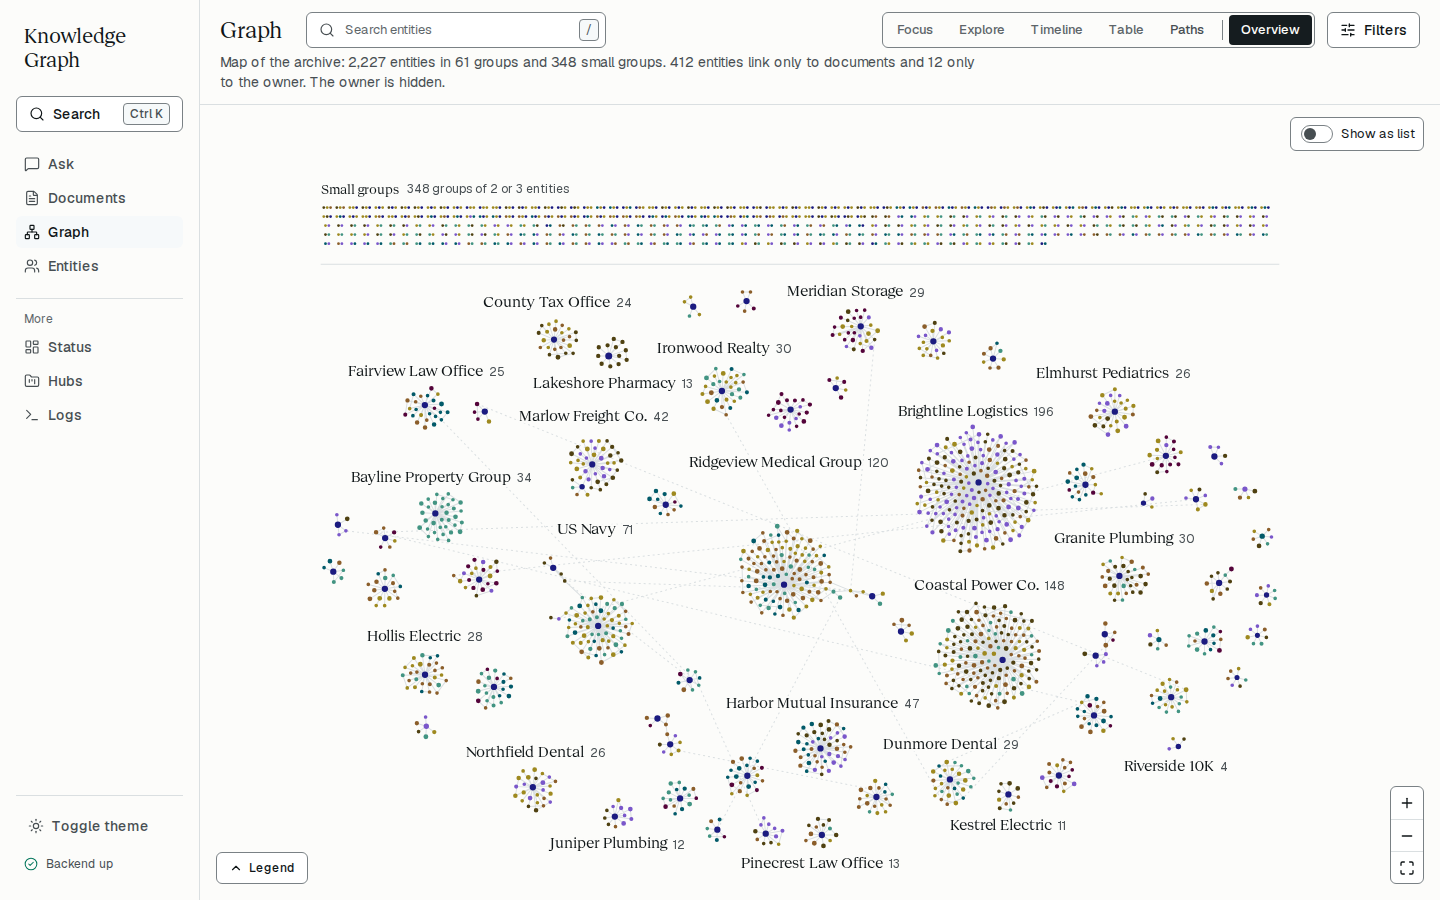 Knowledge
Graph
Search Ctrl K
Ask
Documents
Graph
Entities
More
Status
Hubs
Logs
Toggle theme
Backend up
Graph
Search entities /
Focus Explore Timeline Table Paths Overview
Filters
Map of the archive: 2,227 entities in 61 groups and 348 small groups. 412 entities link only to documents and 12 only
to the owner. The owner is hidden.
Show as list
Small groups 348 groups of 2 or 3 entities
Meridian Storage 29
County Tax Office 24
Ironwood Realty 30
Fairview Law Office 25
Elmhurst Pediatrics 26
Lakeshore Pharmacy 13
Brightline Logistics 196
Marlow Freight Co. 42
Ridgeview Medical Group 120
Bayline Property Group 34
US Navy 71
Granite Plumbing 30
Coastal Power Co. 148
Hollis Electric 28
Harbor Mutual Insurance 47
Dunmore Dental 29
Northfield Dental 26
Riverside 10K 4
Kestrel Electric 11
Juniper Plumbing 12
Pinecrest Law Office 13
Legend